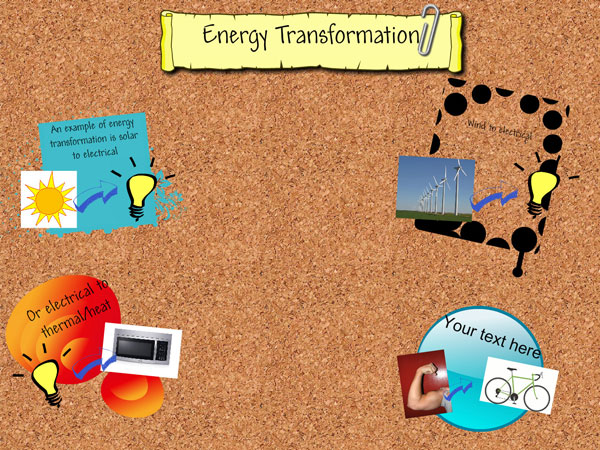 Energy Transformation
An example of energy
transformation is solar
to electrical
Wind to electrical
Or electrical to
thermal/heat
Your text here